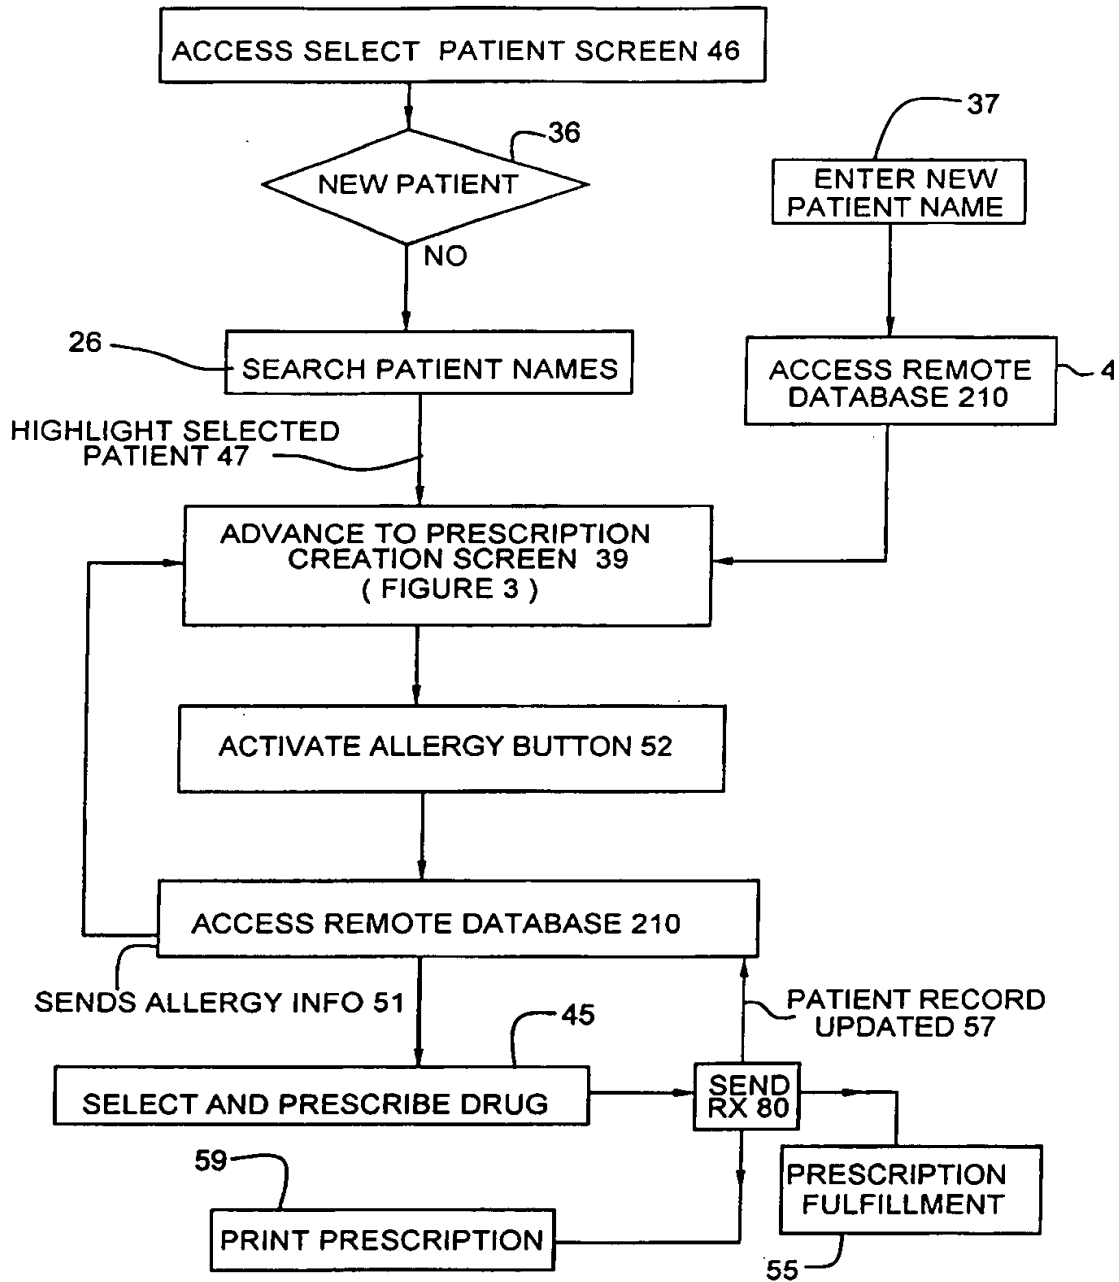 ACCESS SELECT PATIENT SCREEN 46
36
NEW PATIENT
NO
37
ENTER NEW
PATIENT NAME
26
SEARCH PATIENT NAMES
ACCESS REMOTE
DATABASE 210
4
HIGHLIGHT SELECTED
PATIENT 47
ADVANCE TO PRESCRIPTION
CREATION SCREEN 39
( FIGURE 3 )
ACTIVATE ALLERGY BUTTON 52
ACCESS REMOTE DATABASE 210
SENDS ALLERGY INFO 51
PATIENT RECORD
UPDATED 57
45
SELECT AND PRESCRIBE DRUG
SEND
RX 80
59
PRINT PRESCRIPTION
PRESCRIPTION
FULFILLMENT
55